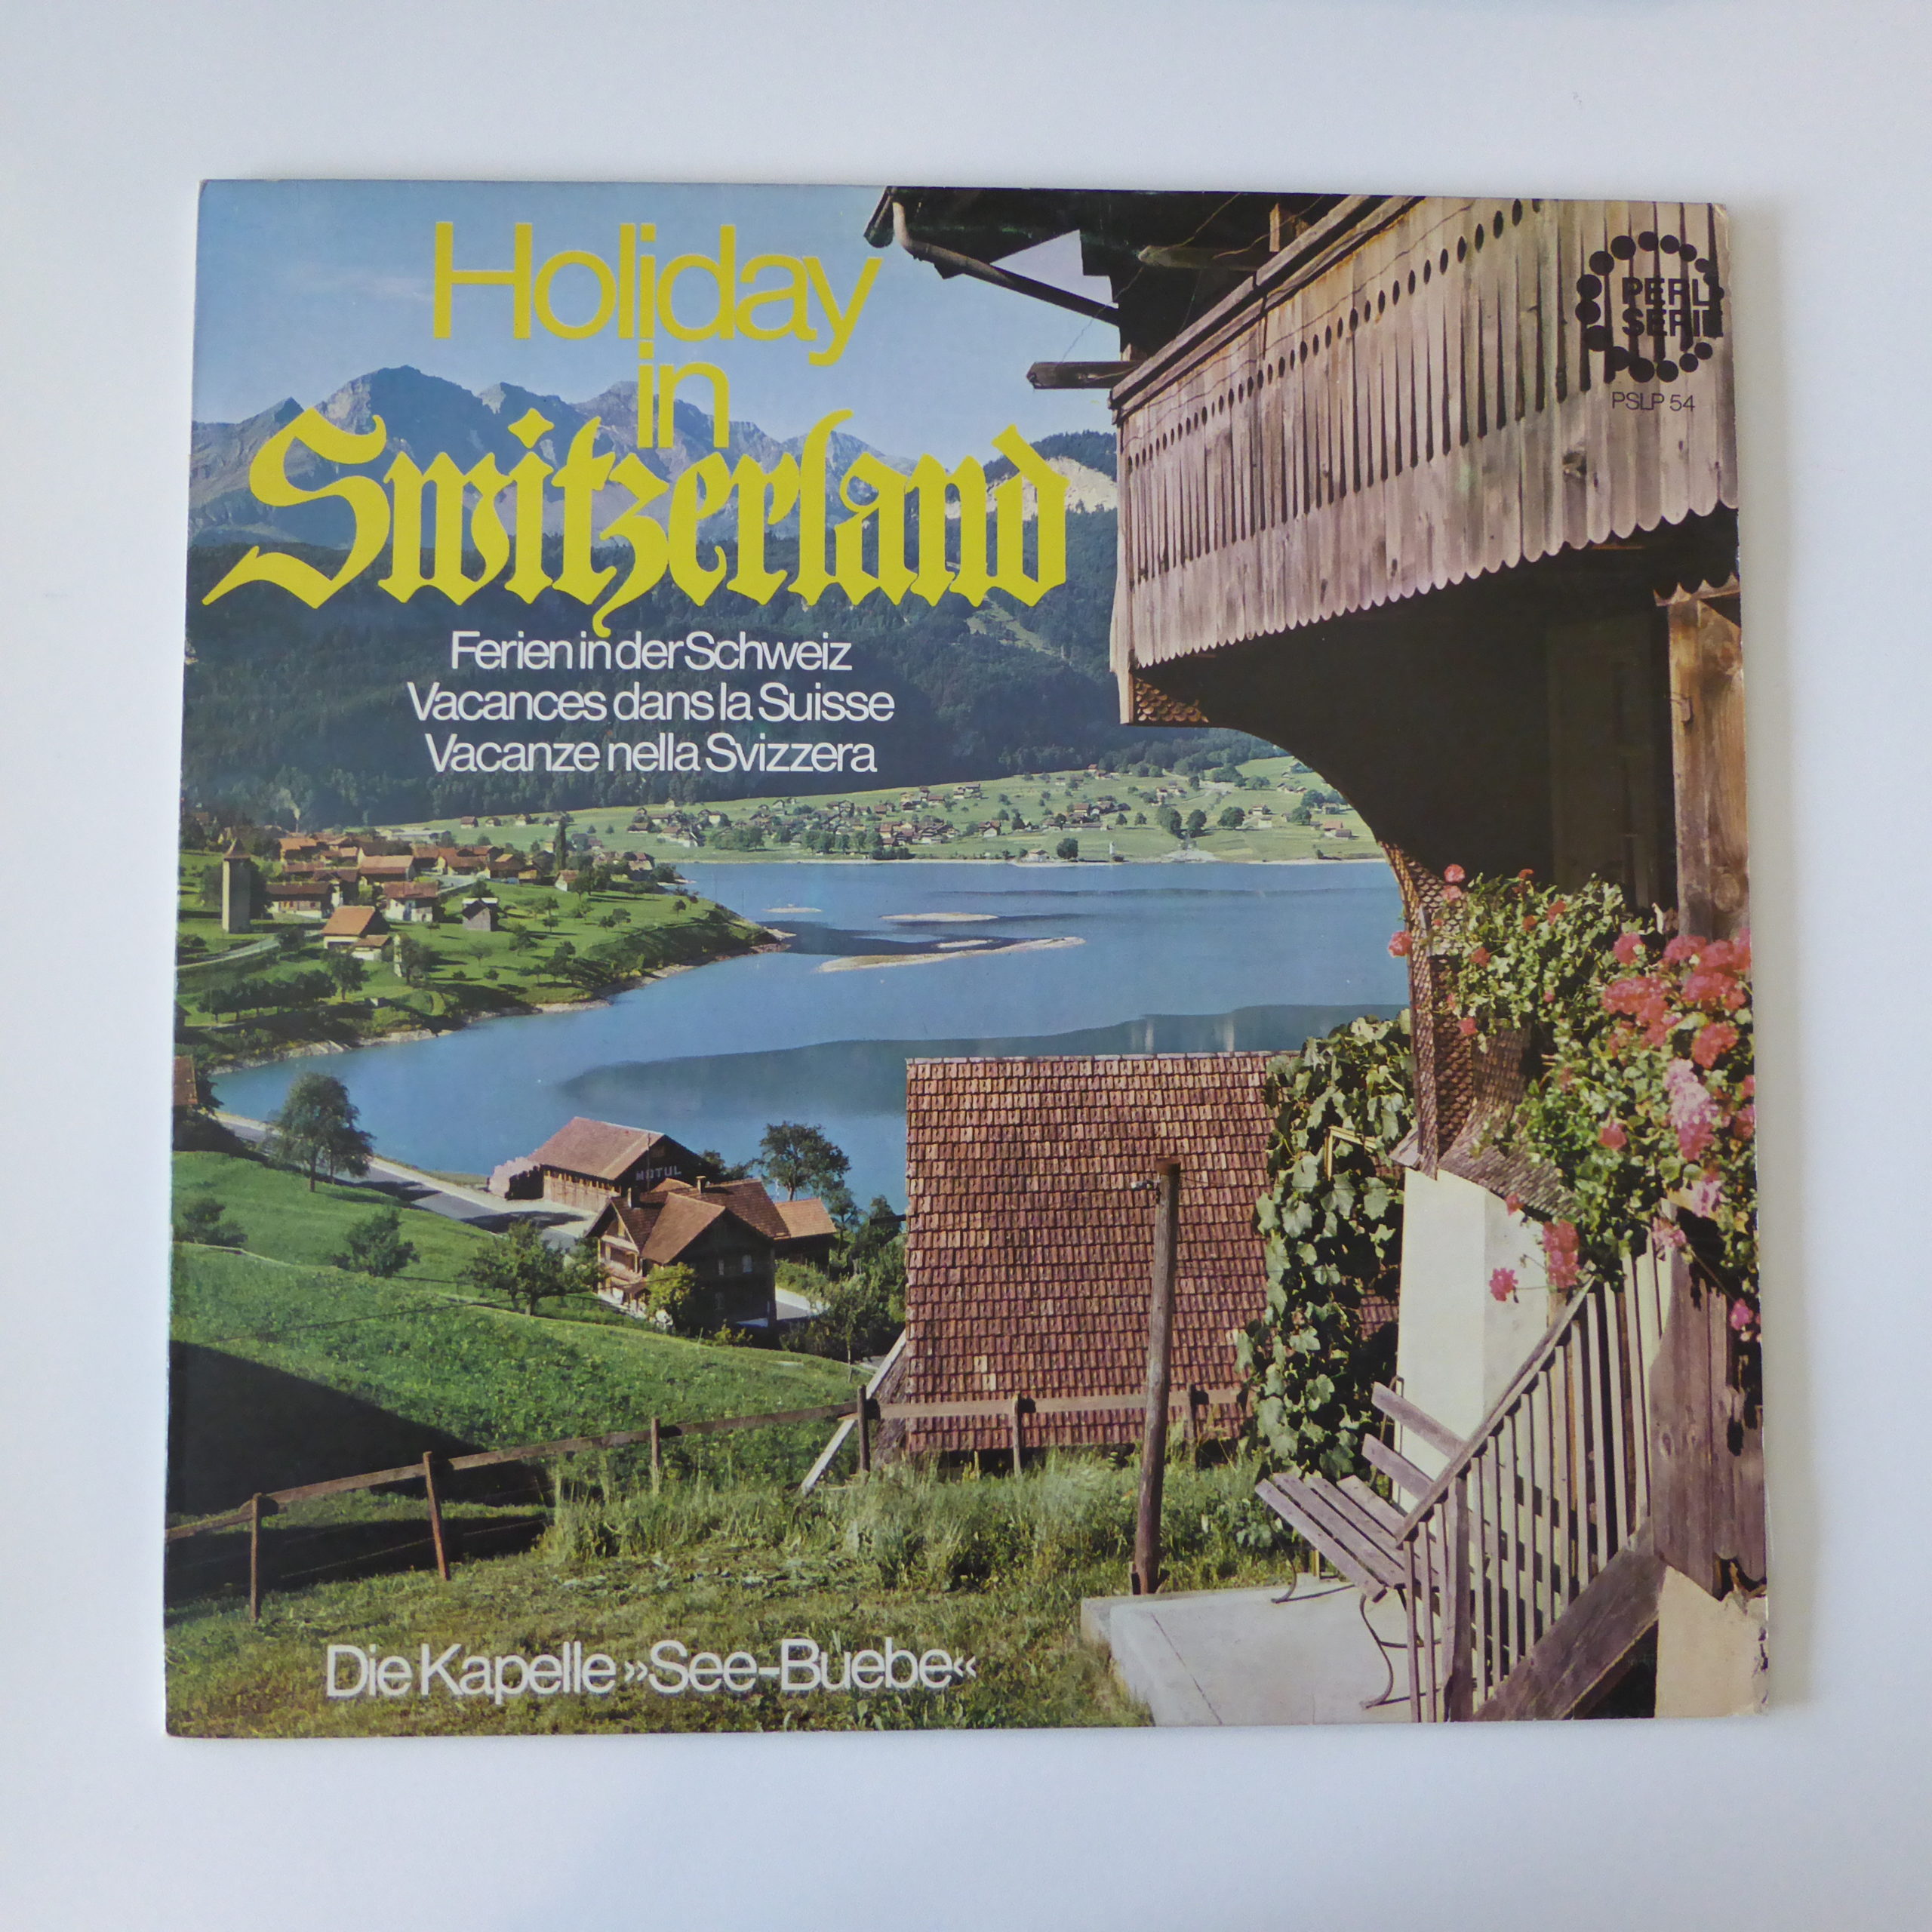 Holiday
in
Switzerland
Ferien in der Schweiz
Vacances dans la Suisse
Vacanze nella Svizzera
PERL
SERI
PSLP 54
MOTUL
Die Kapelle »See-Buebe«